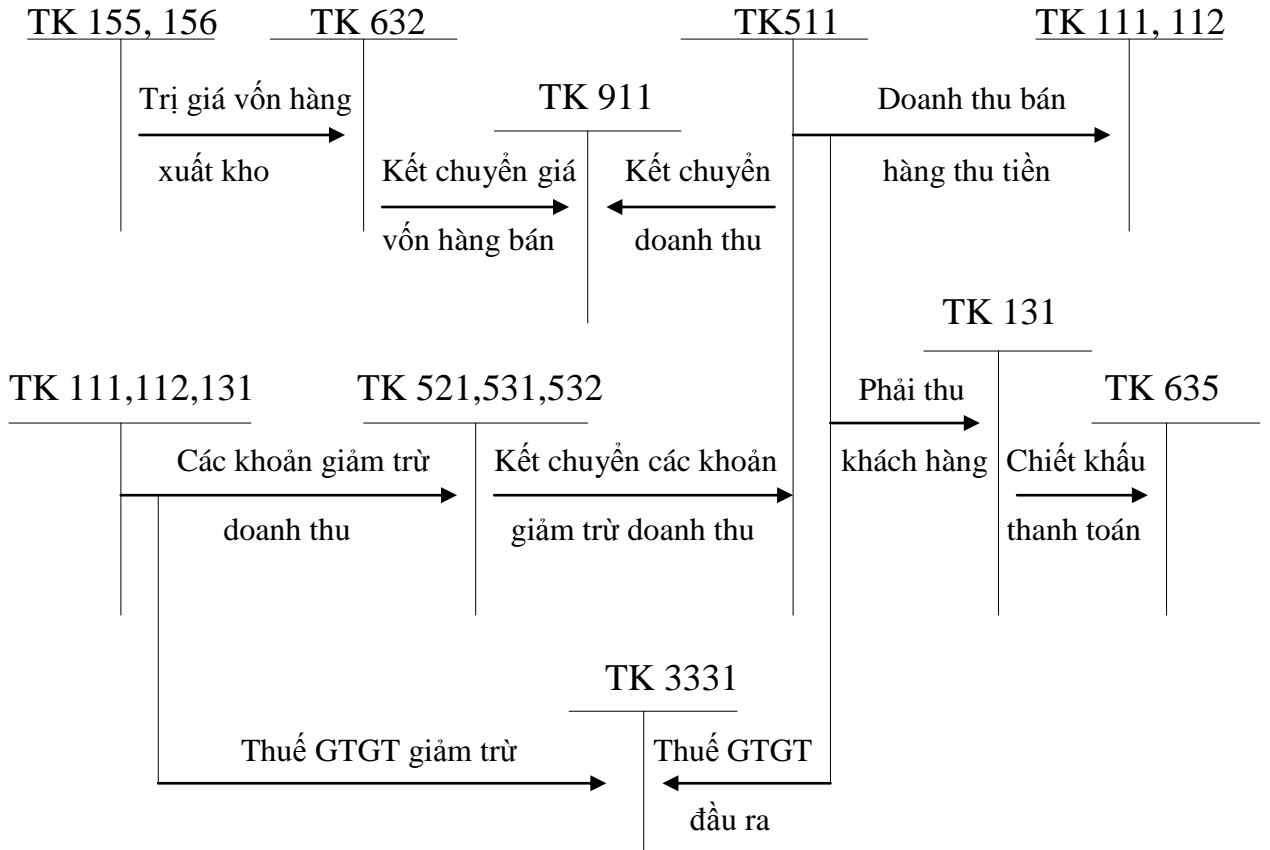 TK 155, 156
TK 632
TK511
TK 111, 112
Trị giá vốn hàng
xuất kho
TK 911
Doanh thu bán
hàng thu tiền
Kết chuyển giá
vốn hàng bán
Kết chuyển
doanh thu
TK 131
TK 111,112,131
TK 521,531,532
Phải thu
khách hàng
TK 635
Các khoản giảm trừ
doanh thu
Kết chuyển các khoản
giảm trừ doanh thu
Chiết khấu
thanh toán
TK 3331
Thuế GTGT giảm trừ
Thuế GTGT
đầu ra